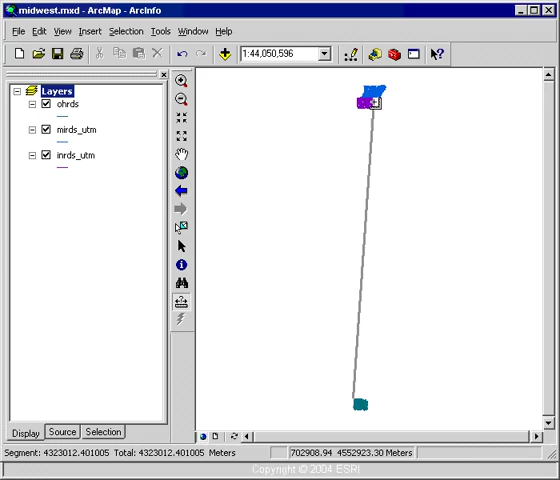 midwest.mxd - ArcMap - ArcInfo
File Edit View Insert Selection Tools Window Help
1:44,050,596
Layers
ohrds
mirds_utm
inrds_utm
Display Source Selection
Segment: 4323012.401005 Total: 4323012.401005 Meters
702908.94 4552923.30 Meters
Copyright © 2004 ESRI